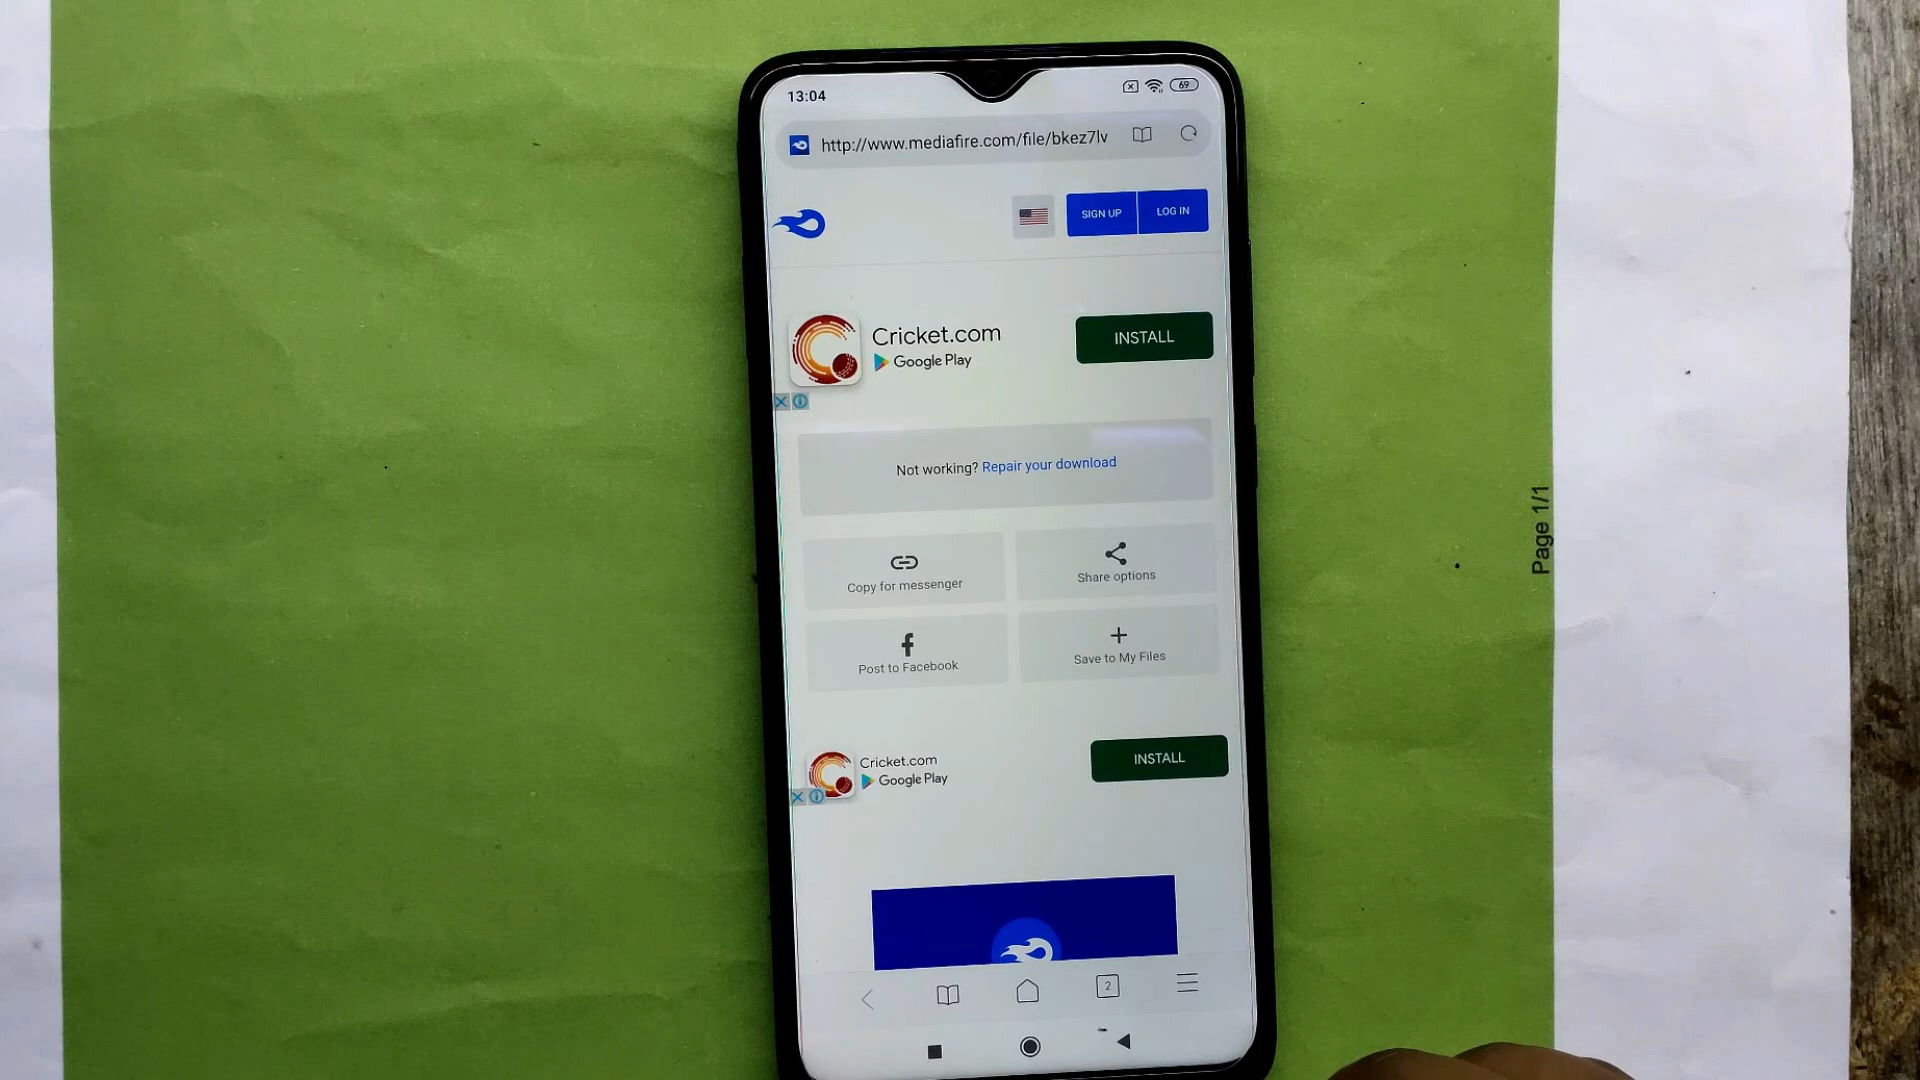 13:04
69
http://www.mediafire.com/file/bkez7lv
SIGN UP
LOG IN
Cricket.com
Google Play
INSTALL
Not working? Repair your download
Copy for messenger
Share options
Post to Facebook
Save to My Files
Cricket.com
Google Play
INSTALL
2
Page 1/1